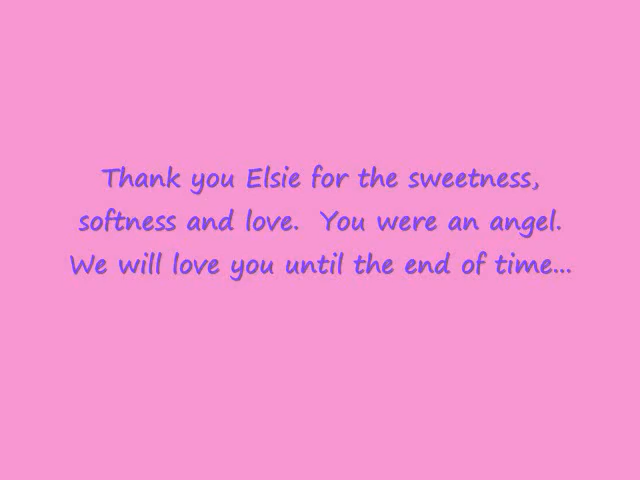 Thank you Elsie for the sweetness,
softness and love.  You were an angel.
We will love you until the end of time...